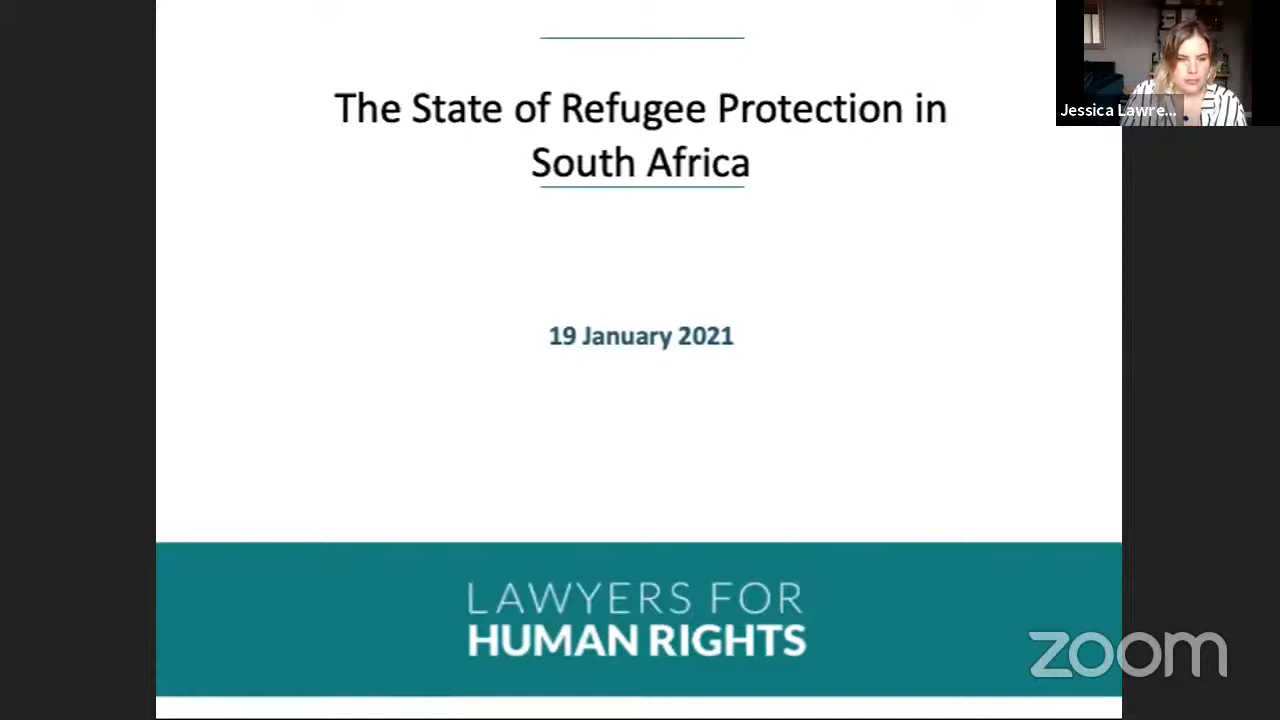 The State of Refugee Protection in
South Africa
Jessica Lawre...
19 January 2021
LAWYERS FOR
HUMAN RIGHTS
zoom